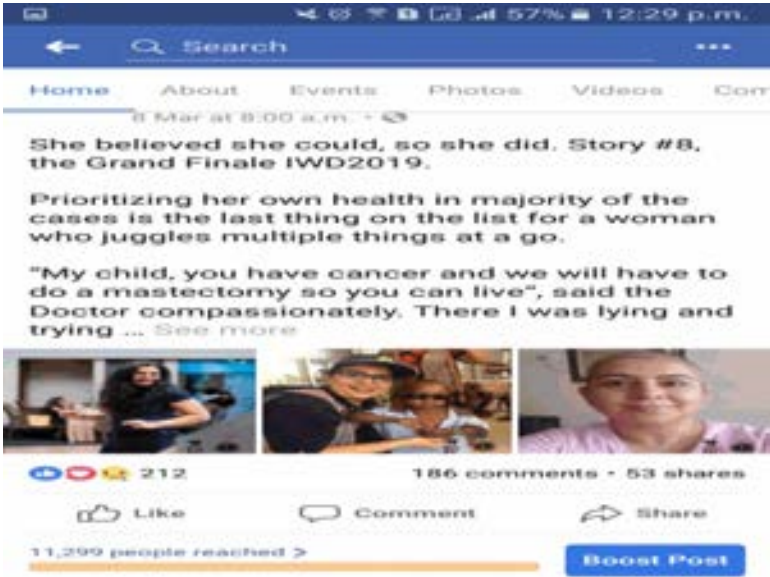 57% 12:29 p.m.
Search
Home About Events Photos Videos Com
8 Mar at 8:00 a.m.
She believed she could, so she did. Story #8,
the Grand Finale IWD2019.
Prioritizing her own health in majority of the
cases is the last thing on the list for a woman
who juggles multiple things at a go.
"My child, you have cancer and we will have to
do a mastectomy so you can live", said the
Doctor compassionately. There I was lying and
trying ... See more
212 186 comments • 53 shares
Like Comment Share
11,299 people reached >
Boost Post